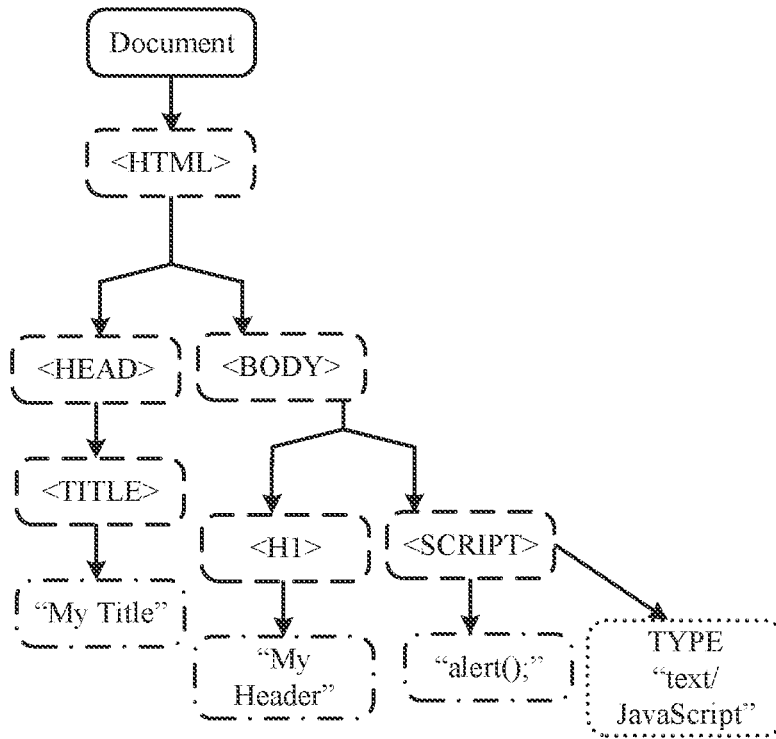 Document
<HTML>
<HEAD>
<BODY>
<TITLE>
<H1>
<SCRIPT>
“My Title”
“My
Header”
“alert();”
TYPE
“text/
JavaScript”